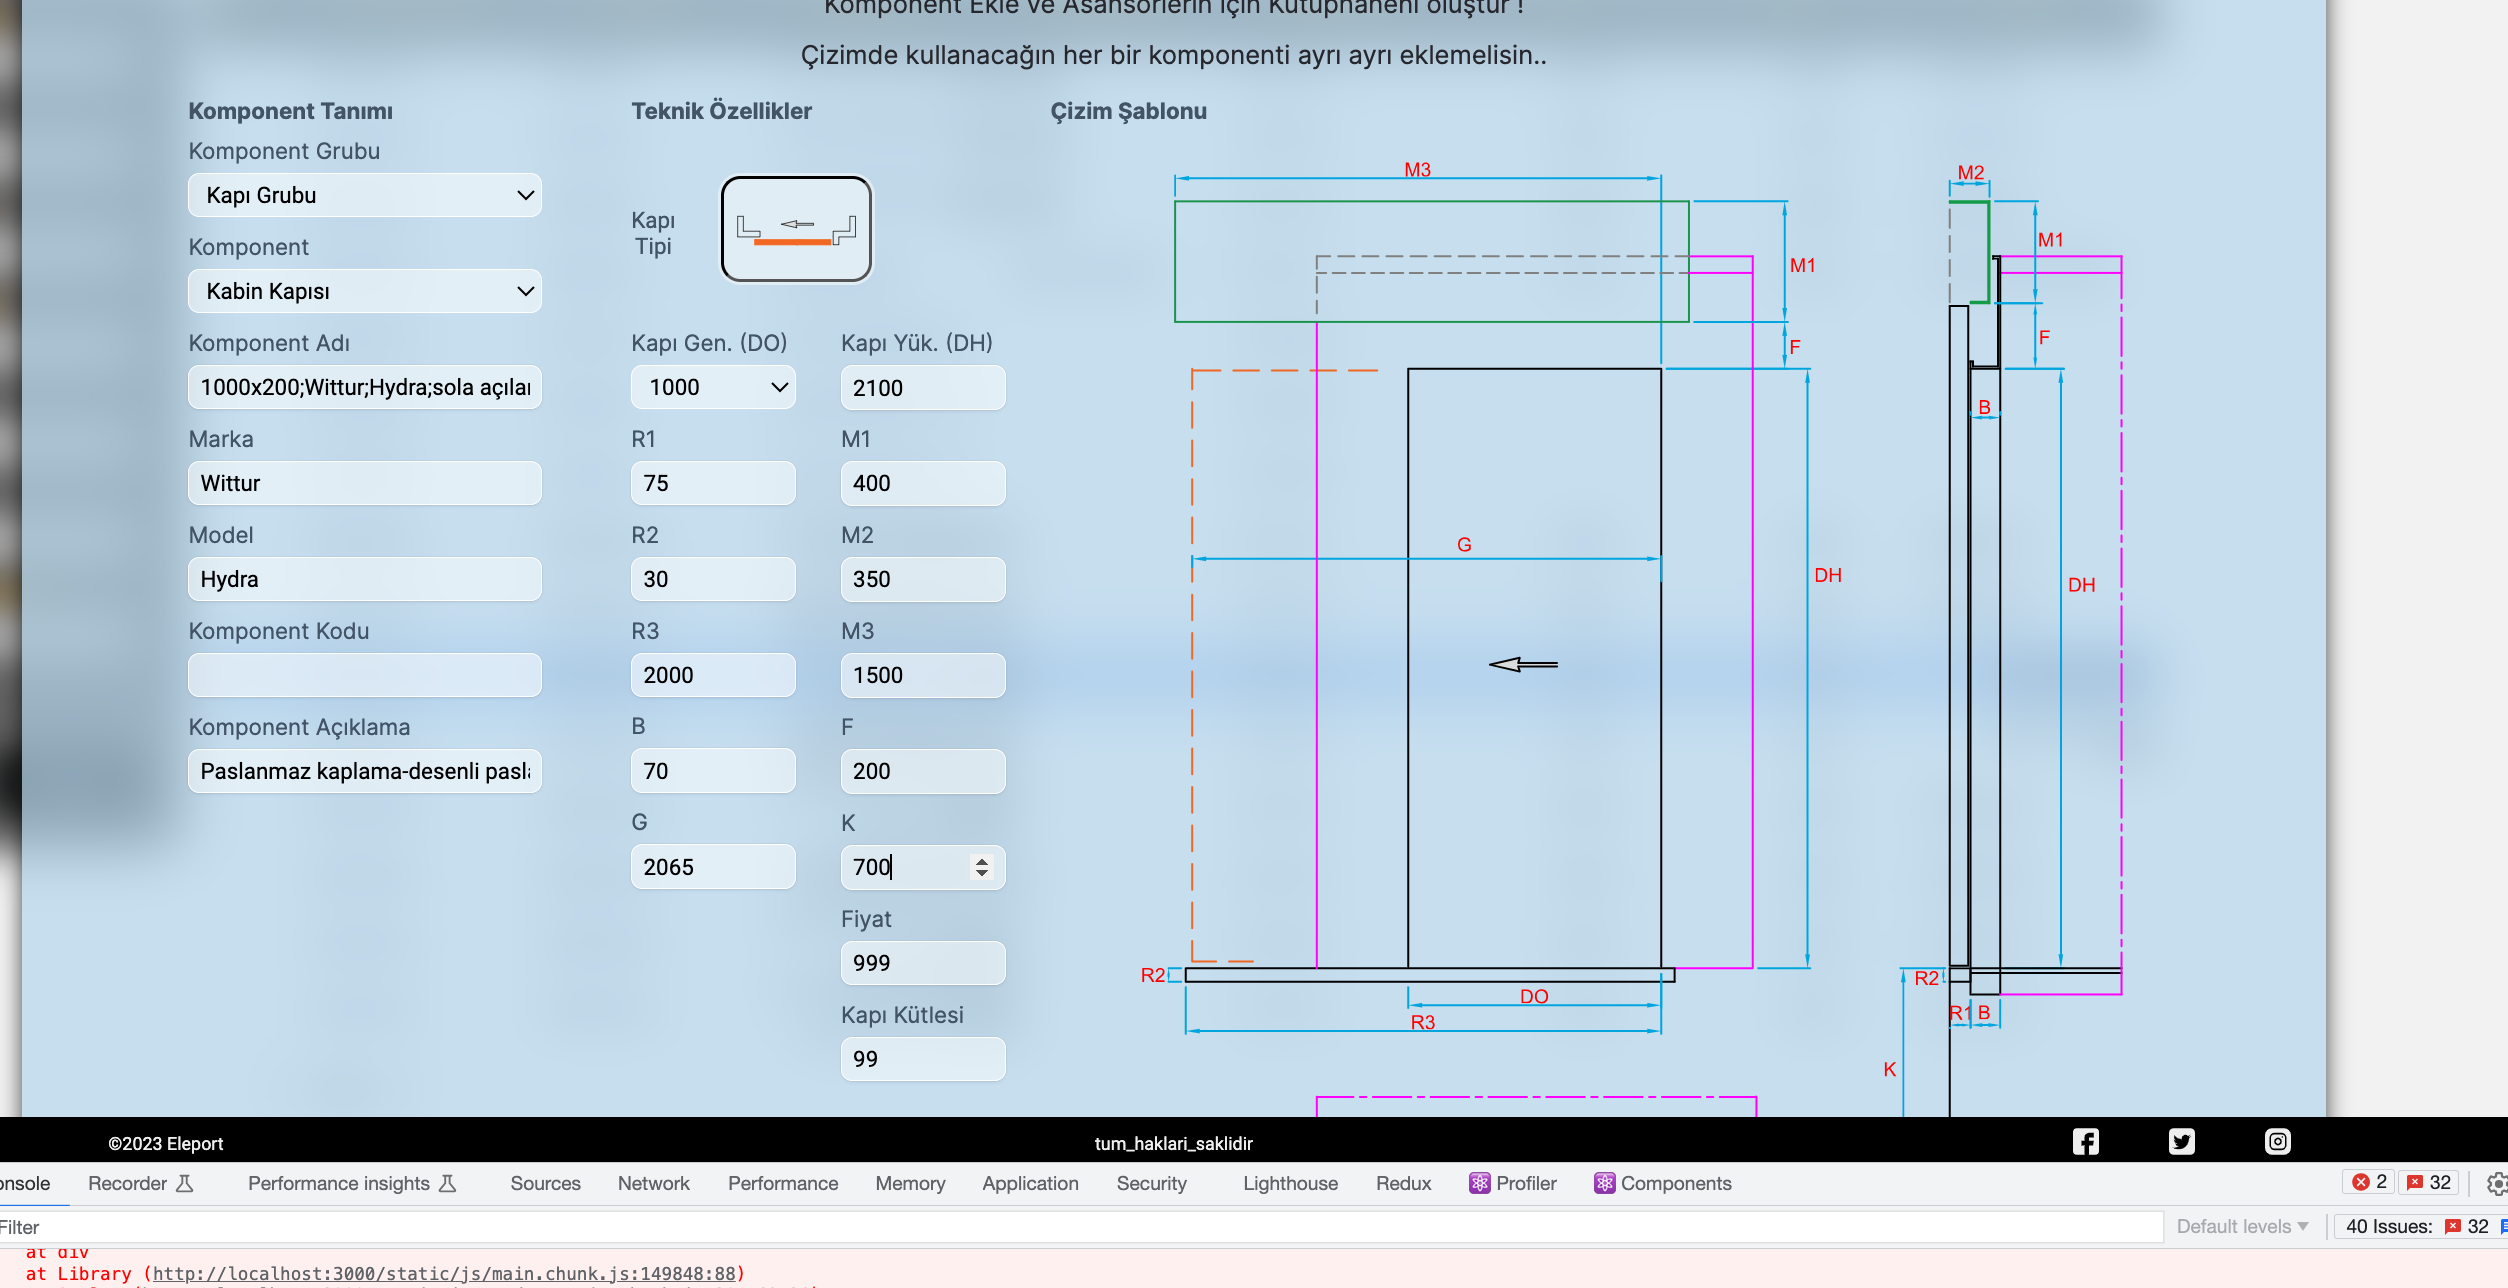 Komponent Ekle ve Asansörlerin için Kütüphaneni oluştur !
Çizimde kullanacağın her bir komponenti ayrı ayrı eklemelisin..
Komponent Tanımı
Komponent Grubu
Kapı Grubu
Komponent
Kabin Kapısı
Komponent Adı
1000x200;Wittur;Hydra;sola açılan
Marka
Wittur
Model
Hydra
Komponent Kodu
Komponent Açıklama
Paslanmaz kaplama-desenli pasla
Teknik Özellikler
Kapı
Tipi
Kapı Gen. (DO)
Kapı Yük. (DH)
1000
2100
R1
M1
75
400
R2
M2
30
350
R3
M3
2000
1500
B
F
70
200
G
K
2065
700
Fiyat
999
Kapı Kütlesi
99
Çizim Şablonu
M3
M1
F
G
DH
R2
DO
R3
M2
M1
F
B
DH
R2
R1
B
K
©2023 Eleport
tum_haklari_saklidir
onsole
Recorder
Performance insights
Sources
Network
Performance
Memory
Application
Security
Lighthouse
Redux
Profiler
Components
2
32
Filter
Default levels
40 Issues:
32
at div
at Library (http://localhost:3000/static/js/main.chunk.js:149848:88)